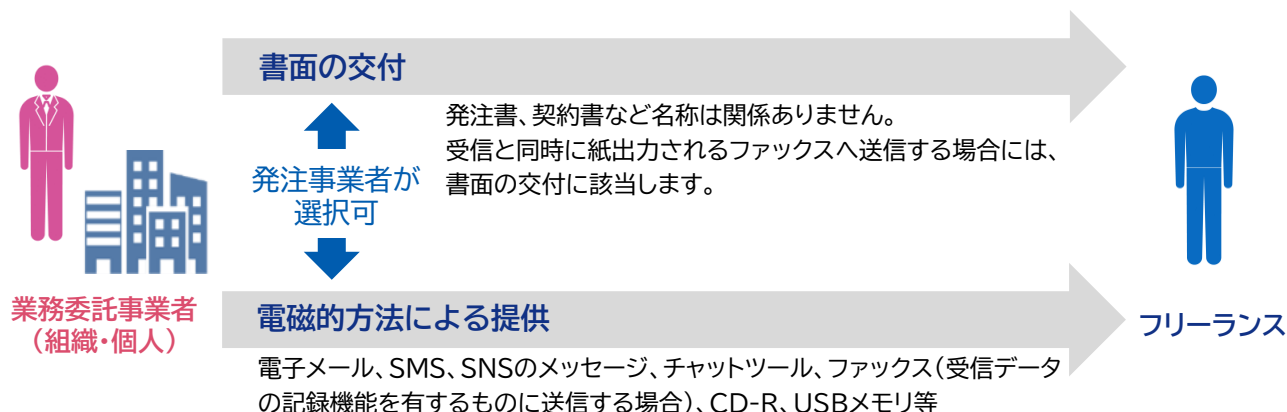 書面の交付
発注書、契約書など名称は関係ありません。
受信と同時に紙出力されるファックスへ送信する場合には、
書面の交付に該当します。
発注事業者が
選択可
業務委託事業者
（組織・個人）
電磁的方法による提供
フリーランス
電子メール、SMS、SNSのメッセージ、チャットツール、ファックス（受信データ
の記録機能を有するものに送信する場合）、CD-R、USBメモリ等